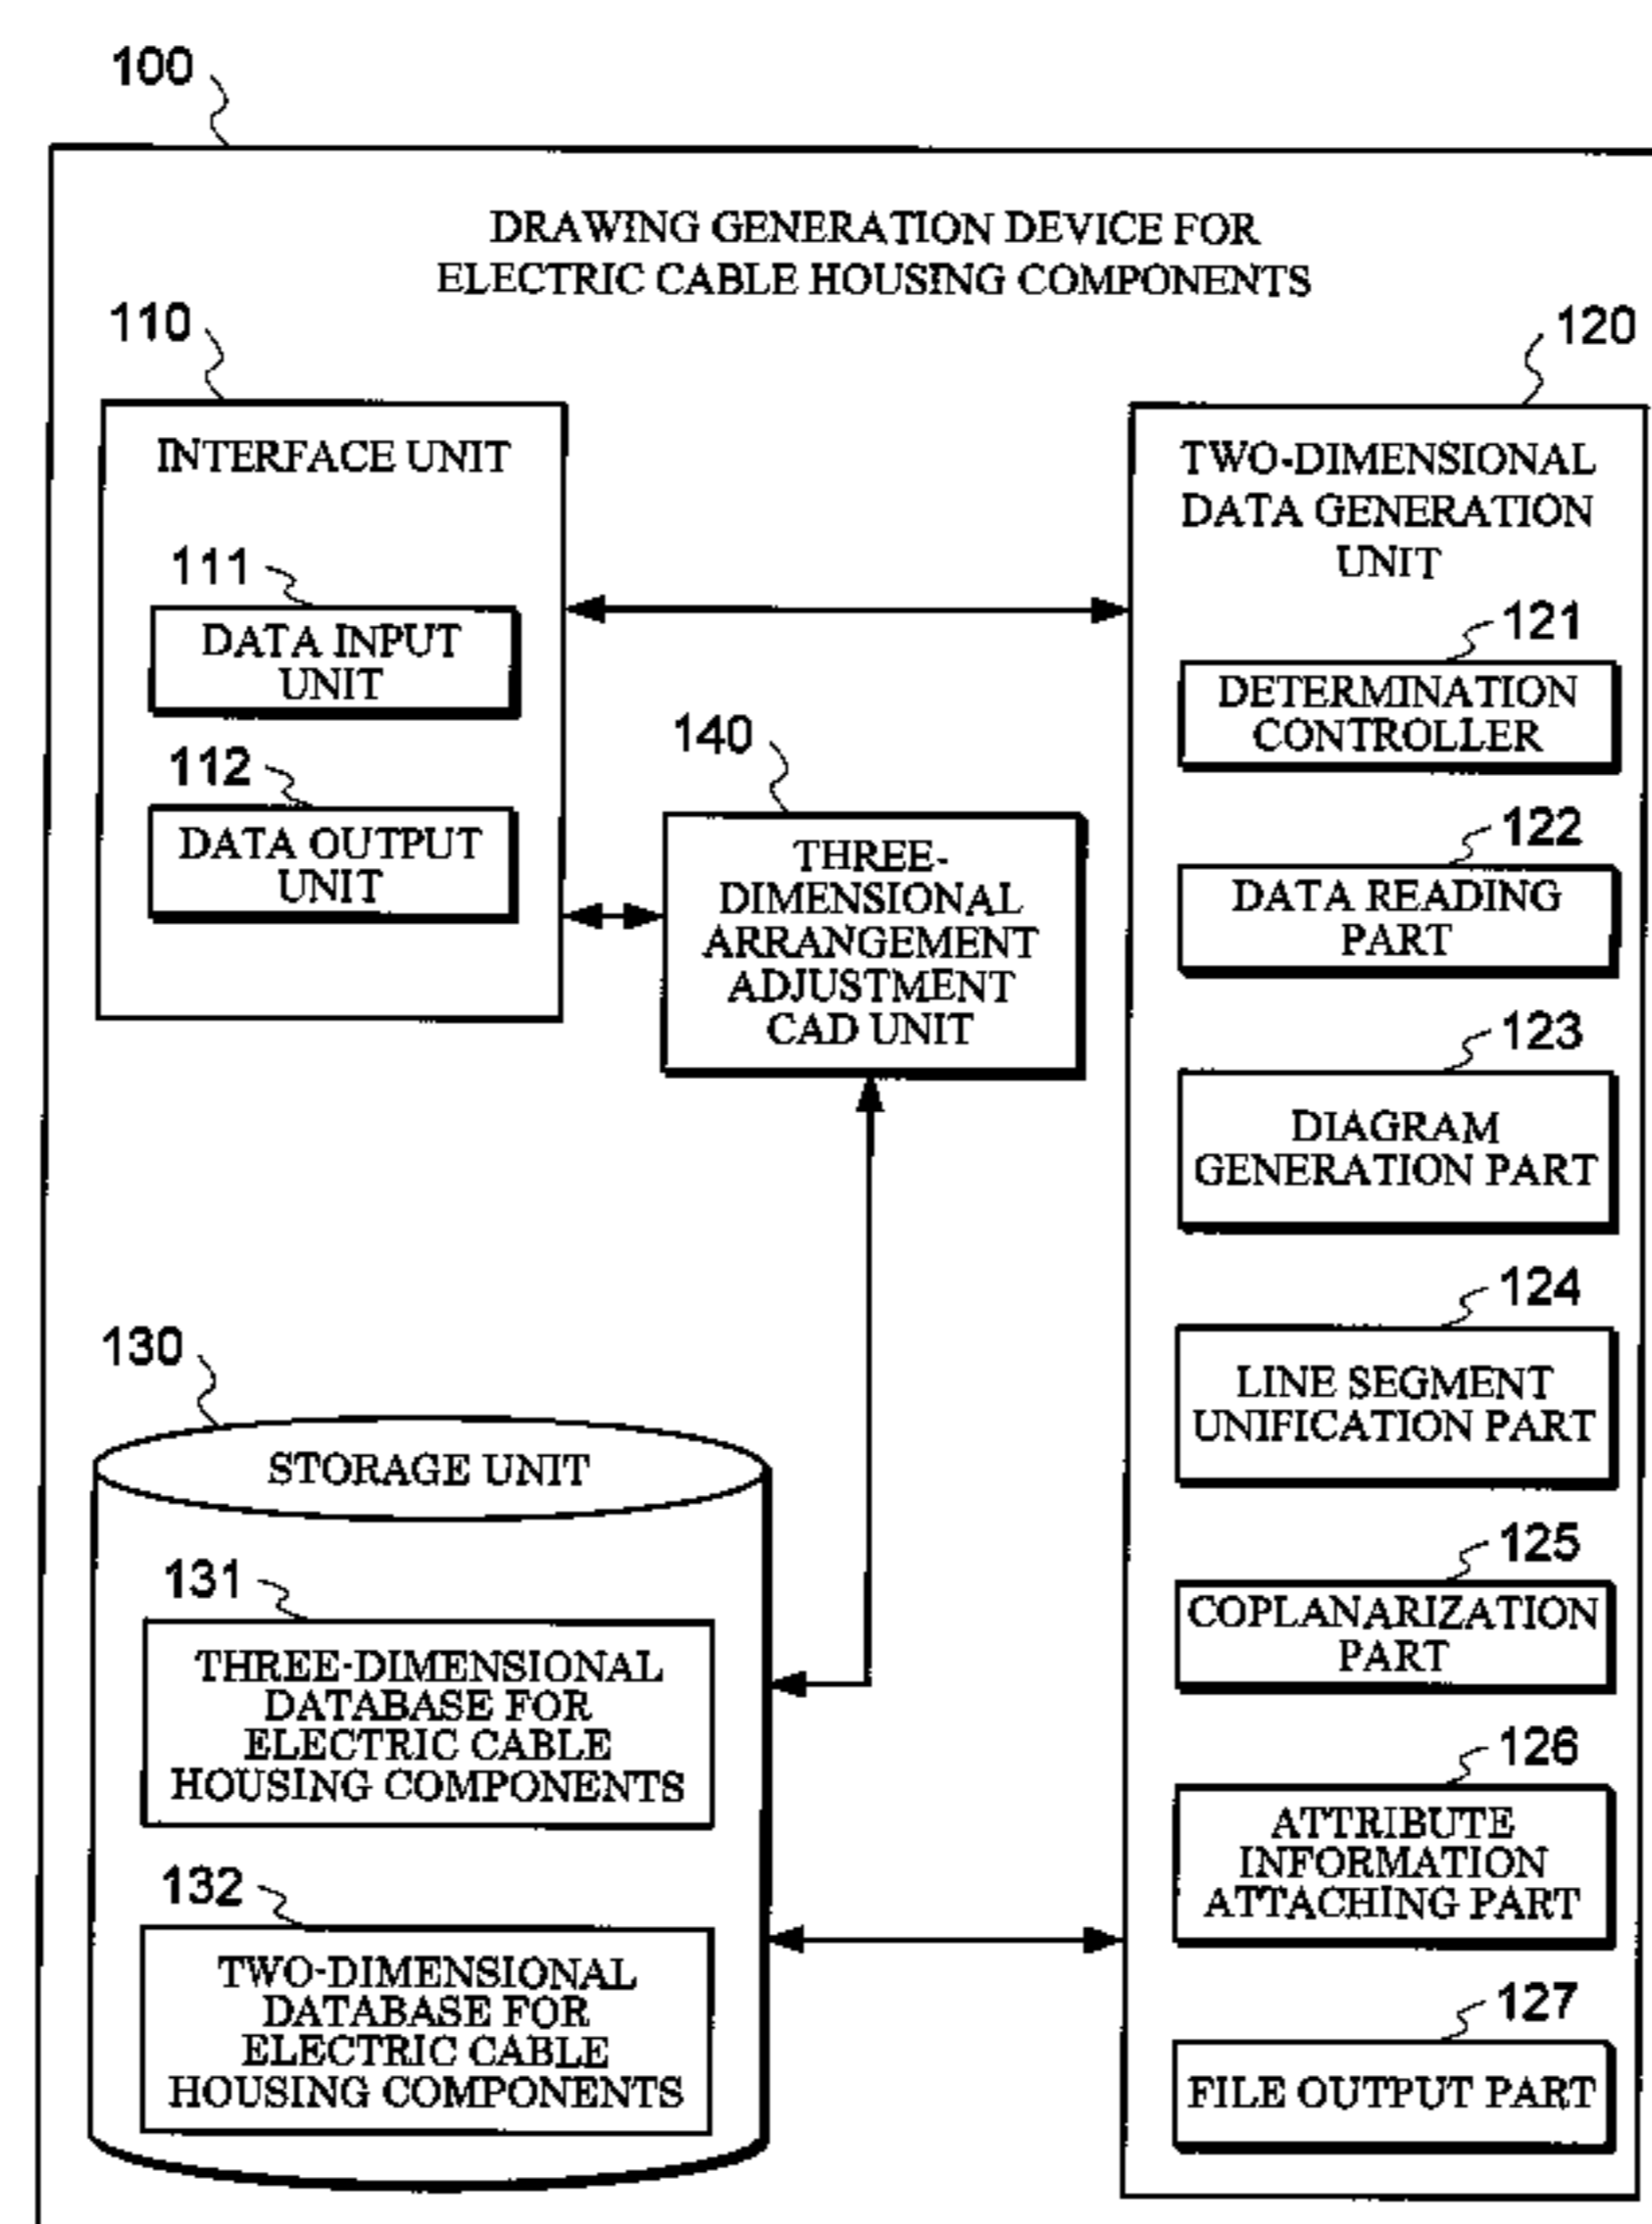 100
DRAWING GENERATION DEVICE FOR
ELECTRIC CABLE HOUSING COMPONENTS
110
INTERFACE UNIT
111
DATA INPUT
UNIT
112
DATA OUTPUT
UNIT
140
THREE-
DIMENSIONAL
ARRANGEMENT
ADJUSTMENT
CAD UNIT
120
TWO-DIMENSIONAL
DATA GENERATION
UNIT
121
DETERMINATION
CONTROLLER
122
DATA READING
PART
123
DIAGRAM
GENERATION PART
124
LINE SEGMENT
UNIFICATION PART
125
COPLANARIZATION
PART
126
ATTRIBUTE
INFORMATION
ATTACHING PART
127
FILE OUTPUT PART
130
STORAGE UNIT
131
THREE-DIMENSIONAL
DATABASE FOR
ELECTRIC CABLE
HOUSING COMPONENTS
132
TWO-DIMENSIONAL
DATABASE FOR
ELECTRIC CABLE
HOUSING COMPONENTS